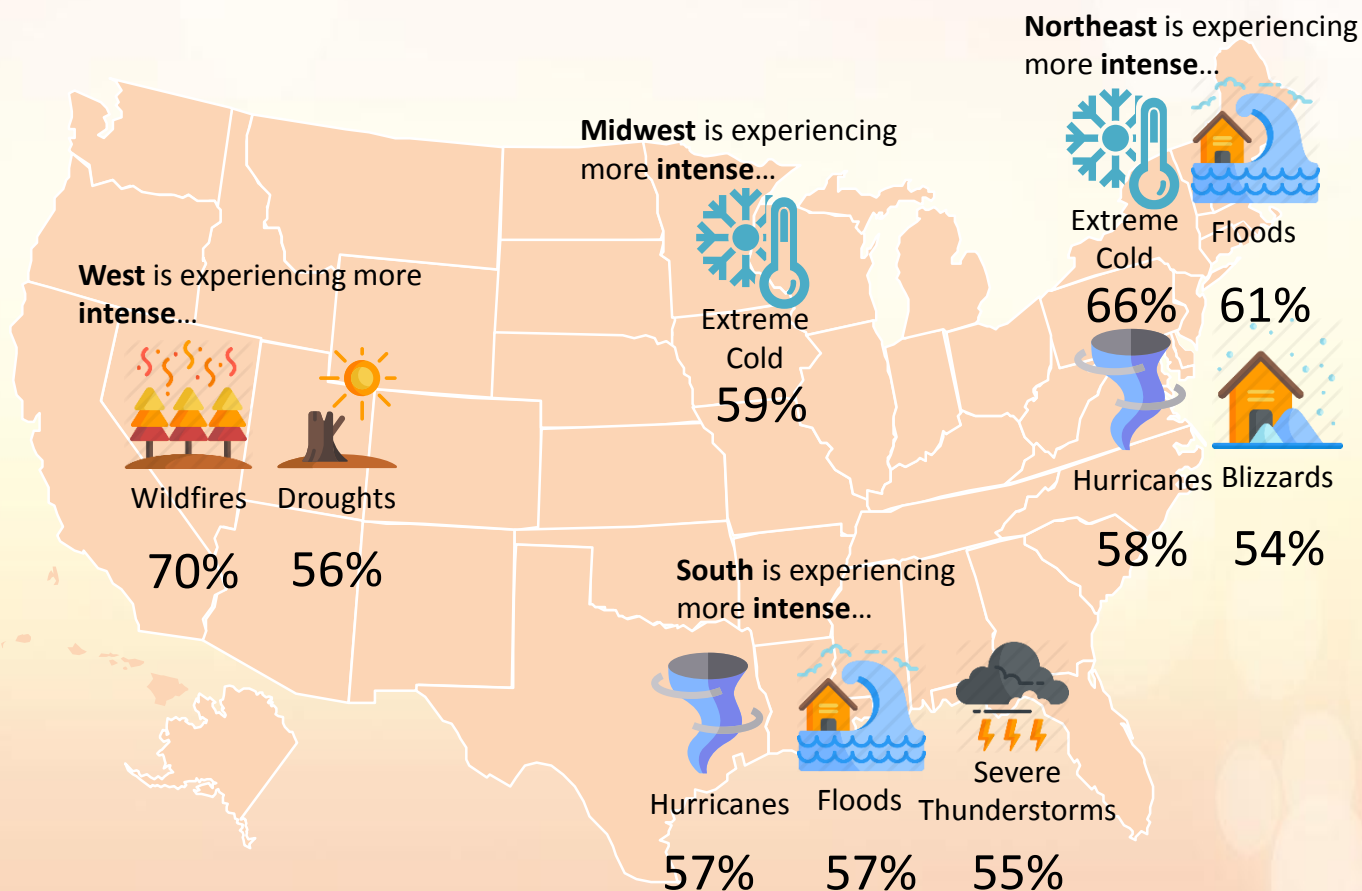 Northeast is experiencing
more intense...
Extreme
Cold
66%
Floods
61%
Hurricanes
58%
Blizzards
54%
Midwest is experiencing
more intense...
Extreme
Cold
59%
West is experiencing more
intense...
Wildfires
70%
Droughts
56%
South is experiencing
more intense...
Hurricanes
57%
Floods
57%
Severe
Thunderstorms
55%